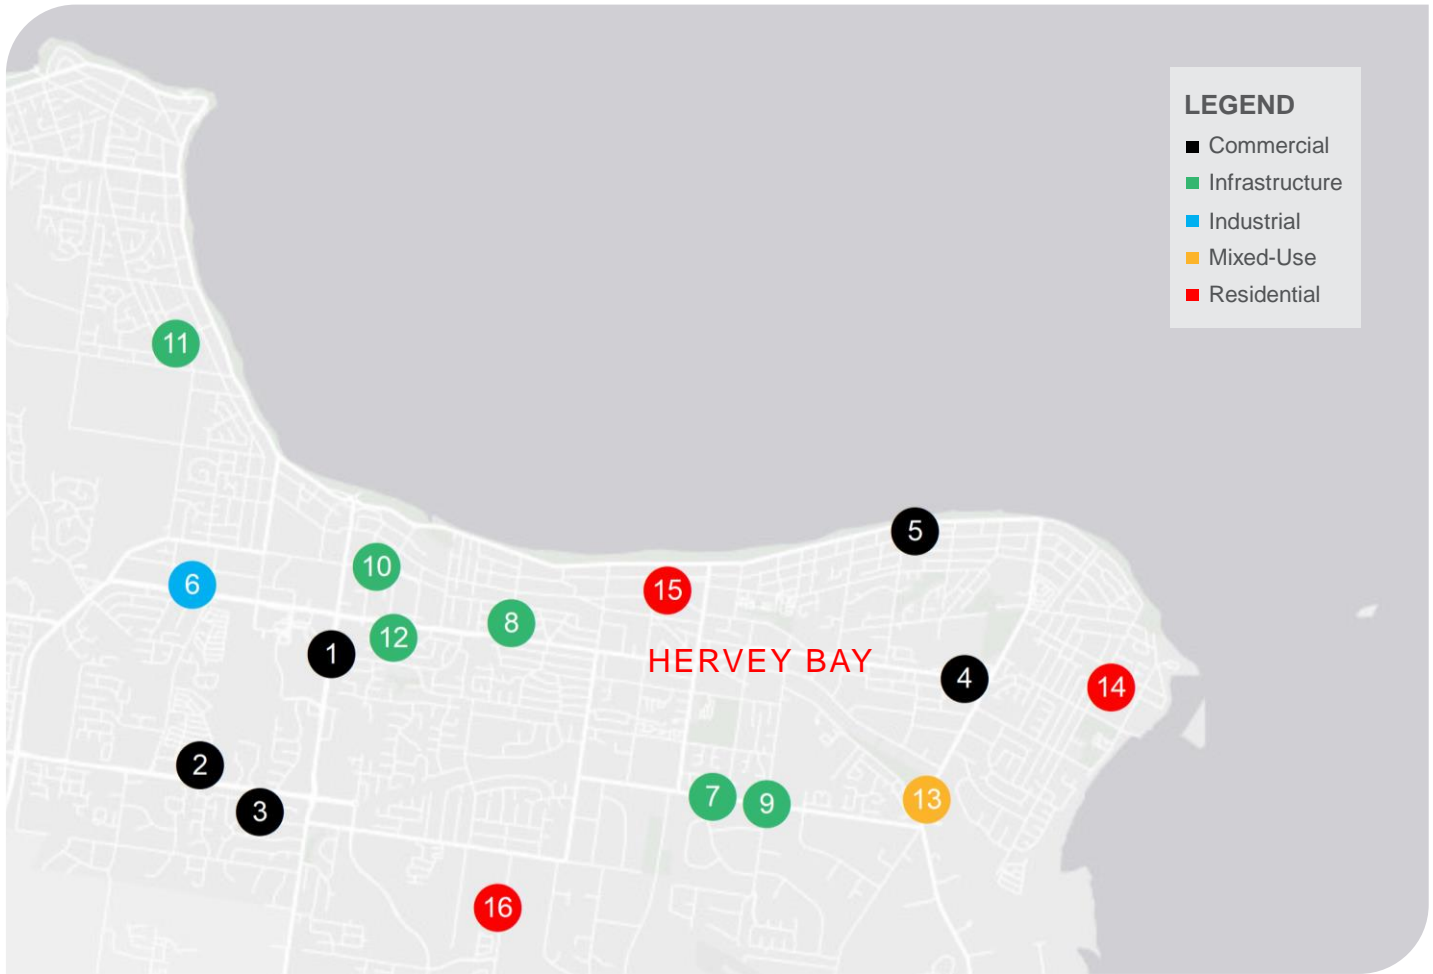 LEGEND
Commercial
Infrastructure
Industrial
Mixed-Use
Residential
11
5
10
6
15
8
12
1
HERVEY BAY
4
14
2
7
9
13
3
16